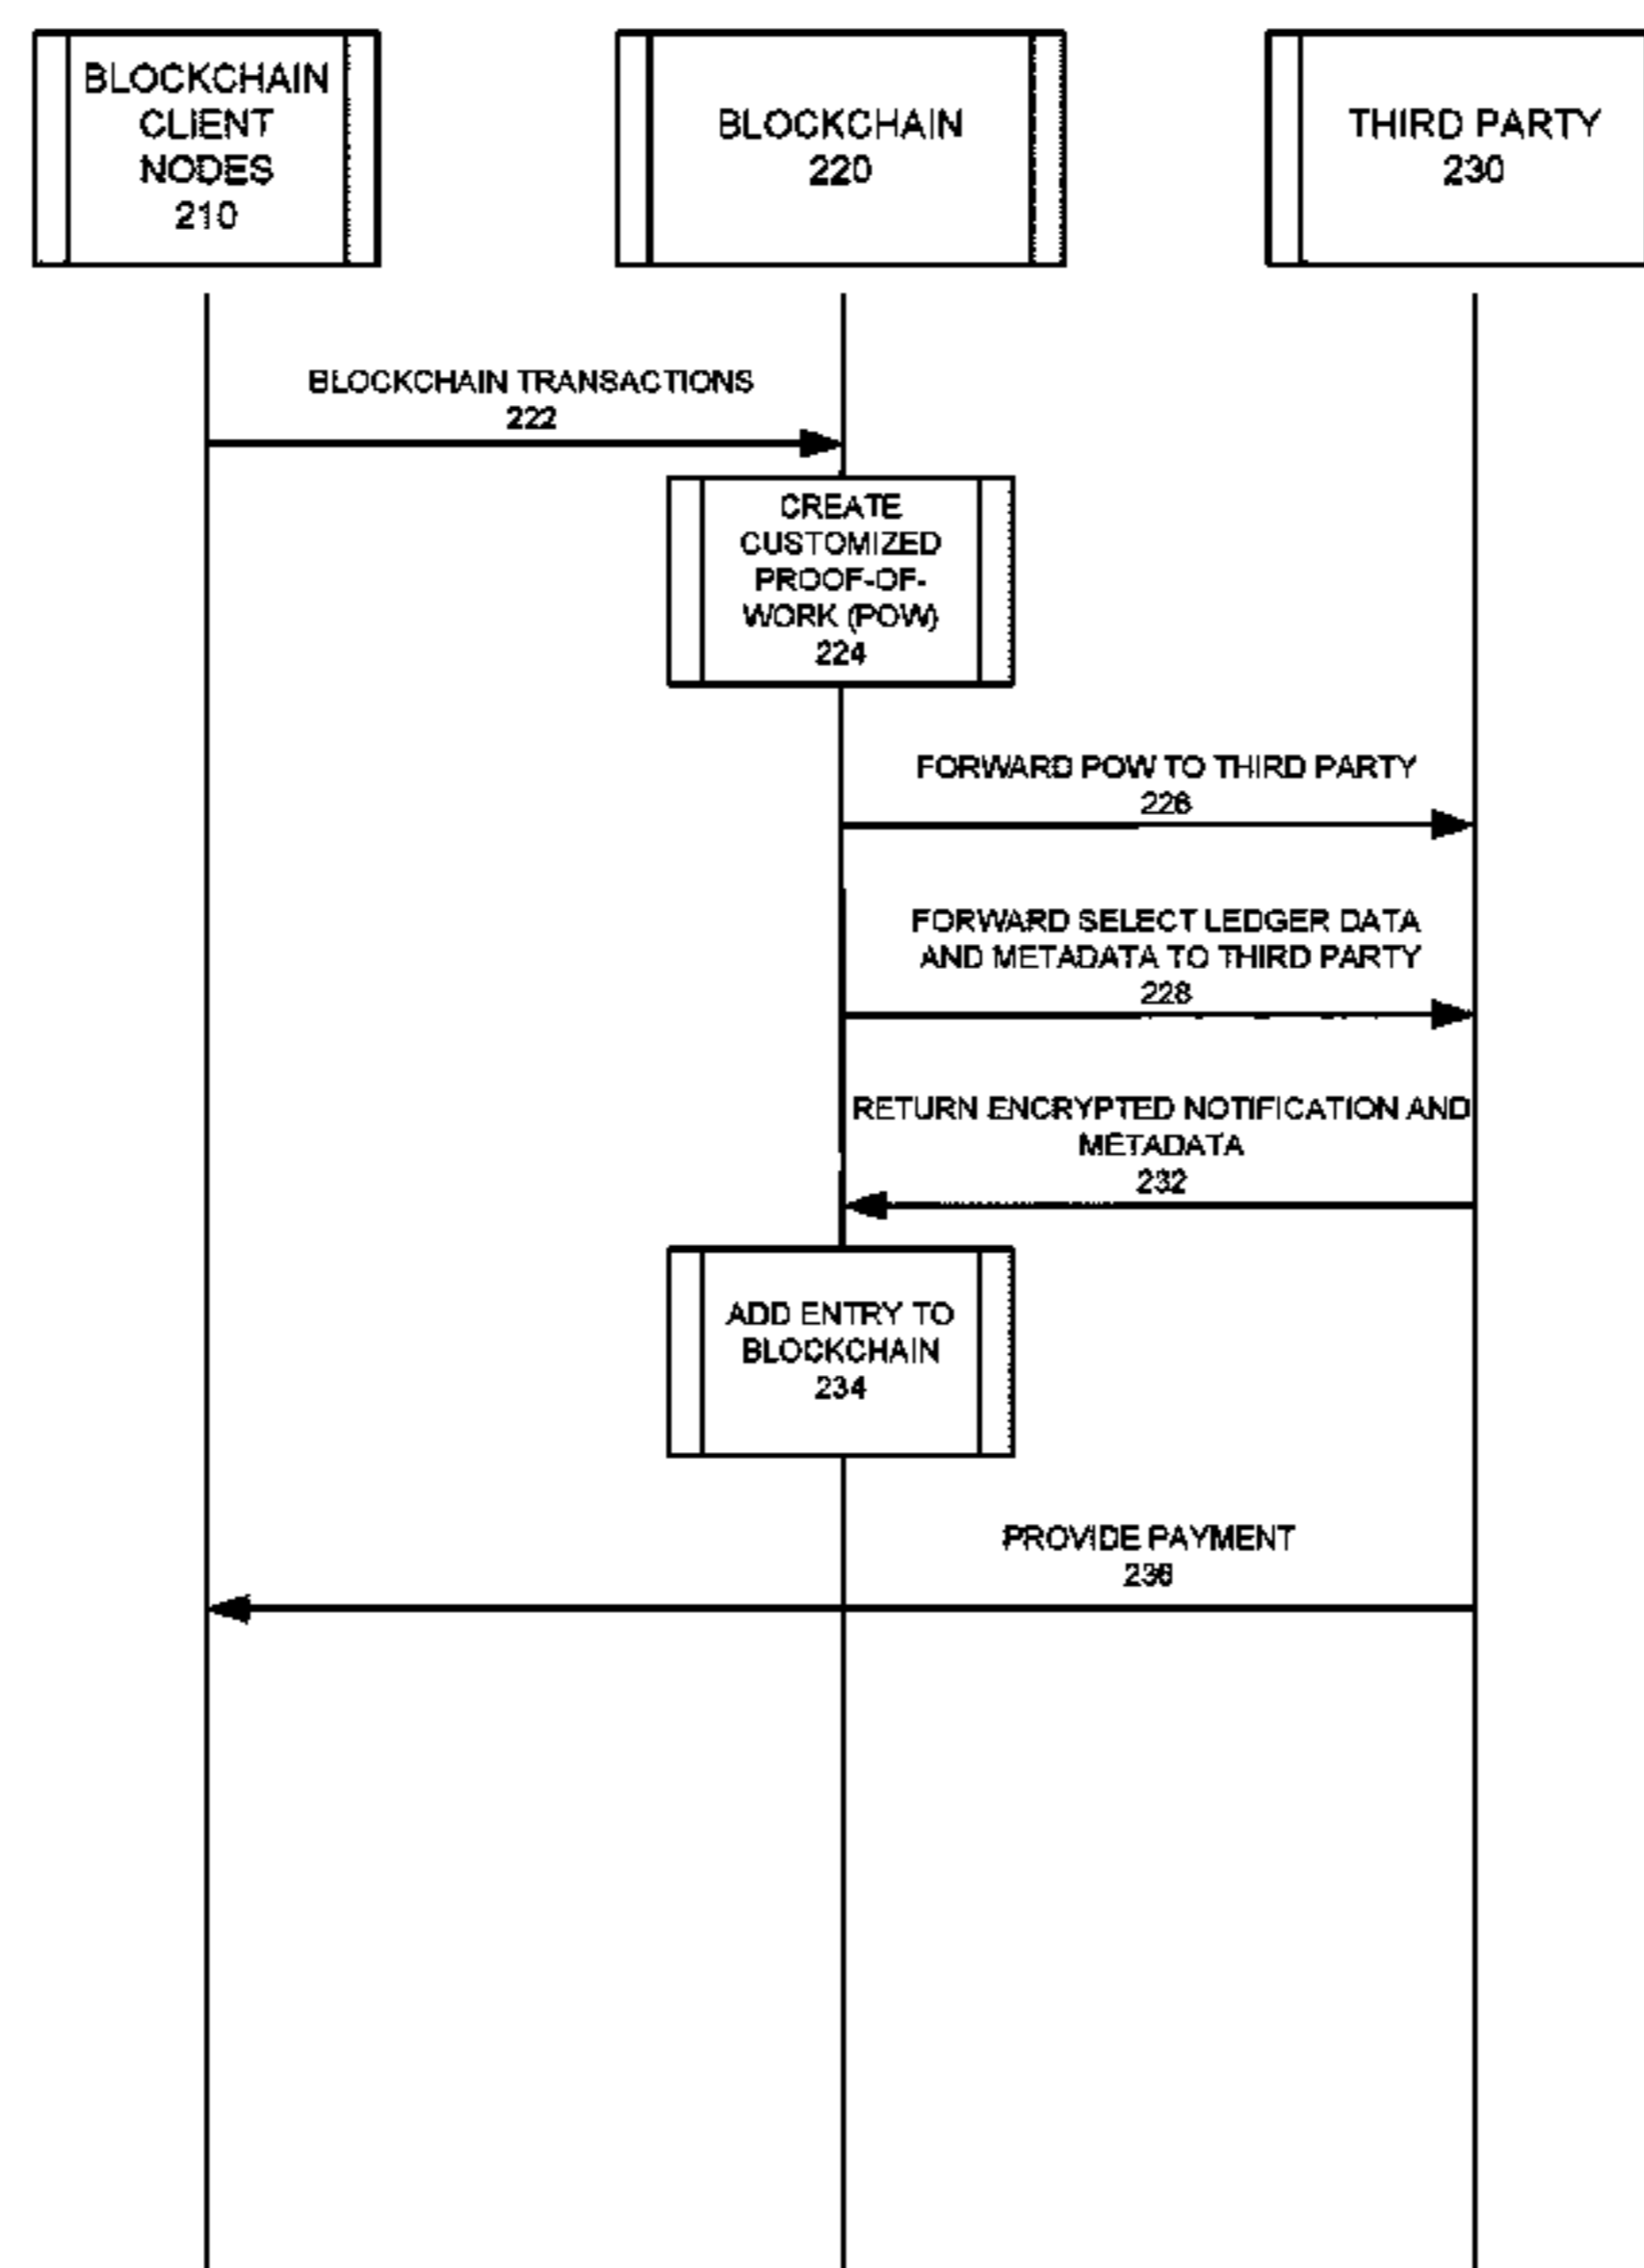 BLOCKCHAIN
CLIENT
NODES
210
BLOCKCHAIN
220
THIRD PARTY
230
BLOCKCHAIN TRANSACTIONS
222
CREATE
CUSTOMIZED
PROOF-OF-
WORK (POW)
224
FORWARD POW TO THIRD PARTY
226
FORWARD SELECT LEDGER DATA
AND METADATA TO THIRD PARTY
228
RETURN ENCRYPTED NOTIFICATION AND
METADATA
232
ADD ENTRY TO
BLOCKCHAIN
234
PROVIDE PAYMENT
236